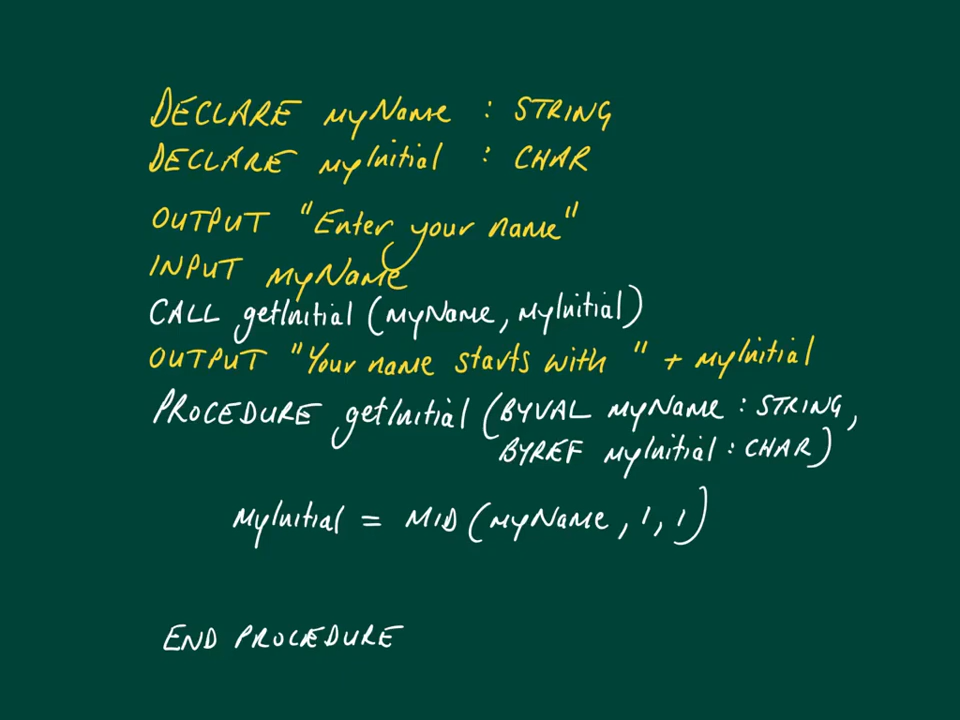 DECLARE myName : STRING
DECLARE myInitial : CHAR
OUTPUT "Enter your name"
INPUT myName
CALL getInitial (myName, myInitial)
OUTPUT "Your name starts with " + myInitial
PROCEDURE getInitial (BYVAL myName : STRING,
BYREF myInitial : CHAR)
MyInitial = MID (myName, 1, 1)
END PROCEDURE